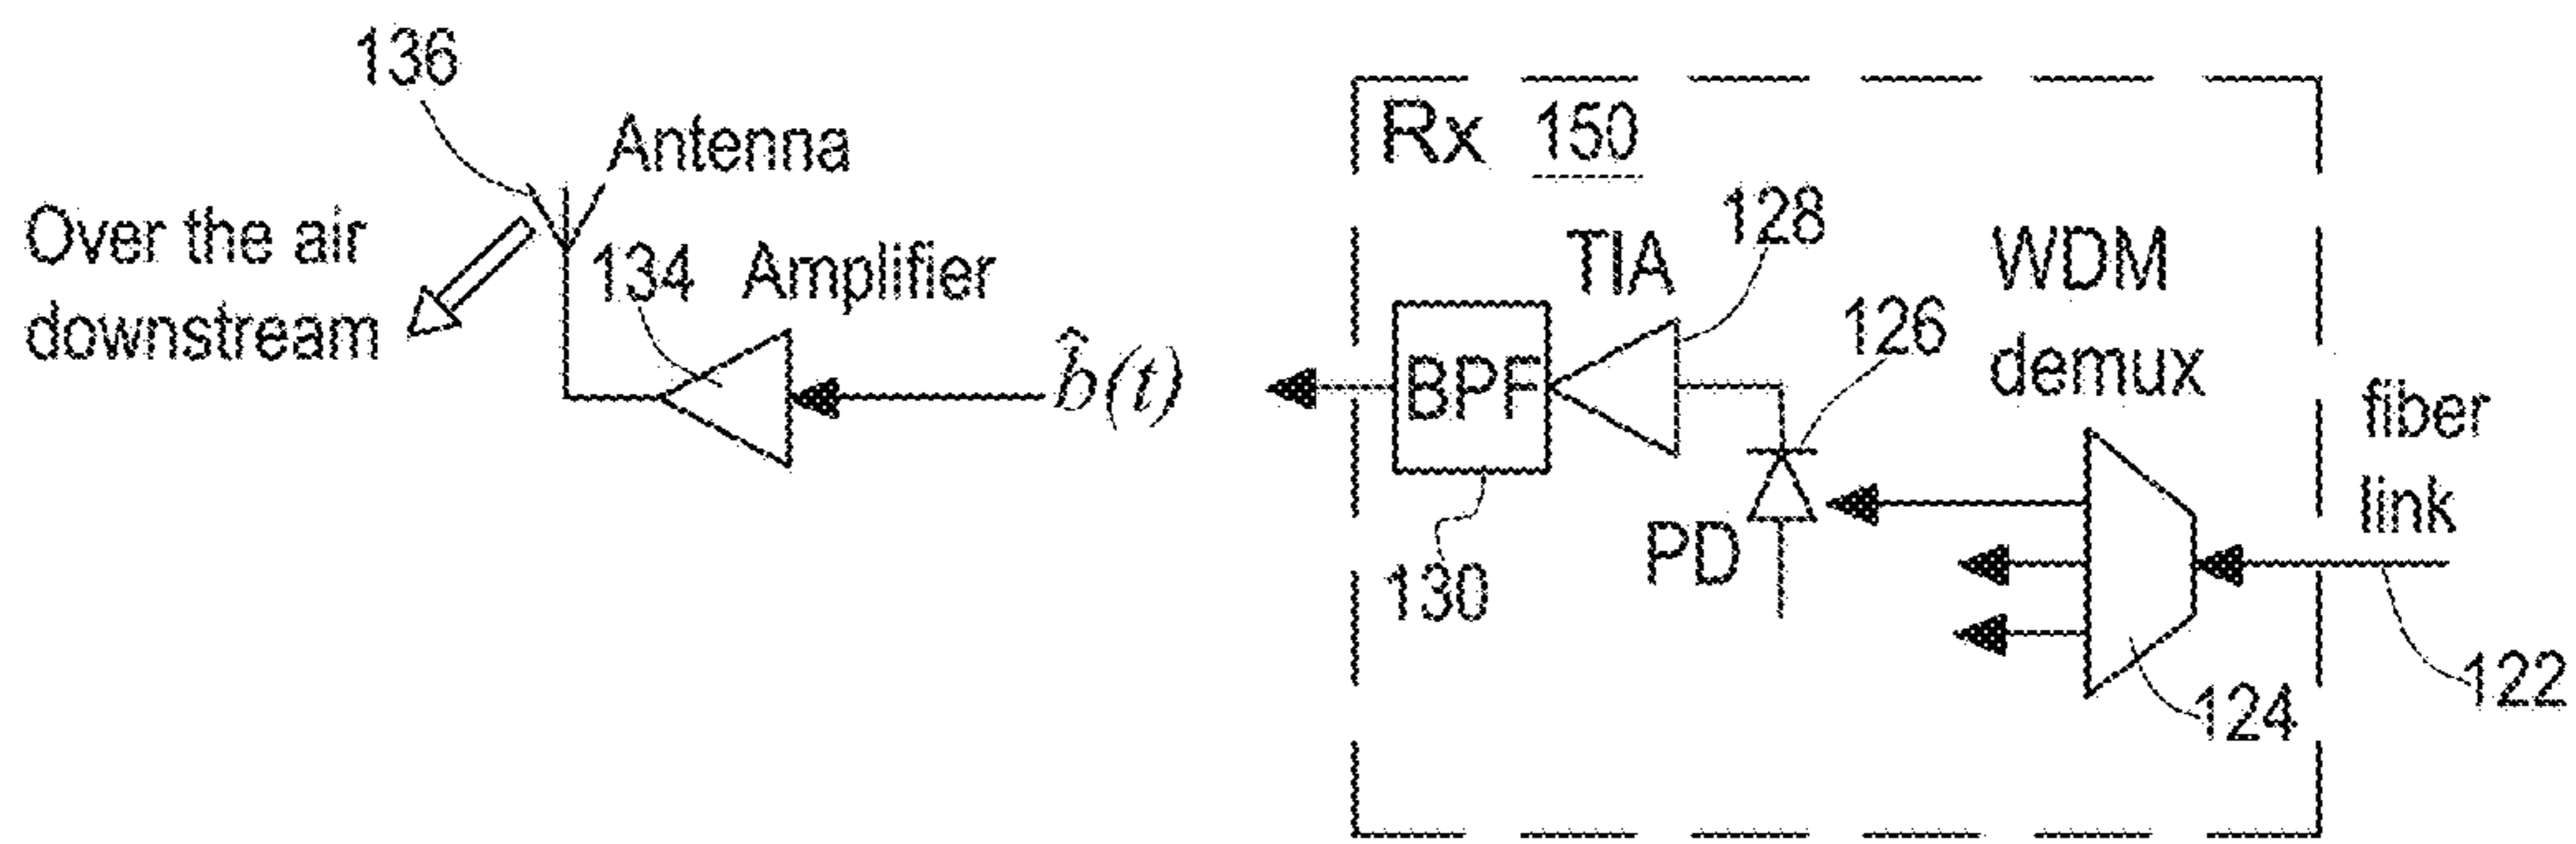 136
Antenna
Over the air
downstream
134 Amplifier
b̂(t)
Rx 150
TIA
128
BPF
130
126
PD
WDM
demux
124
fiber
link
122